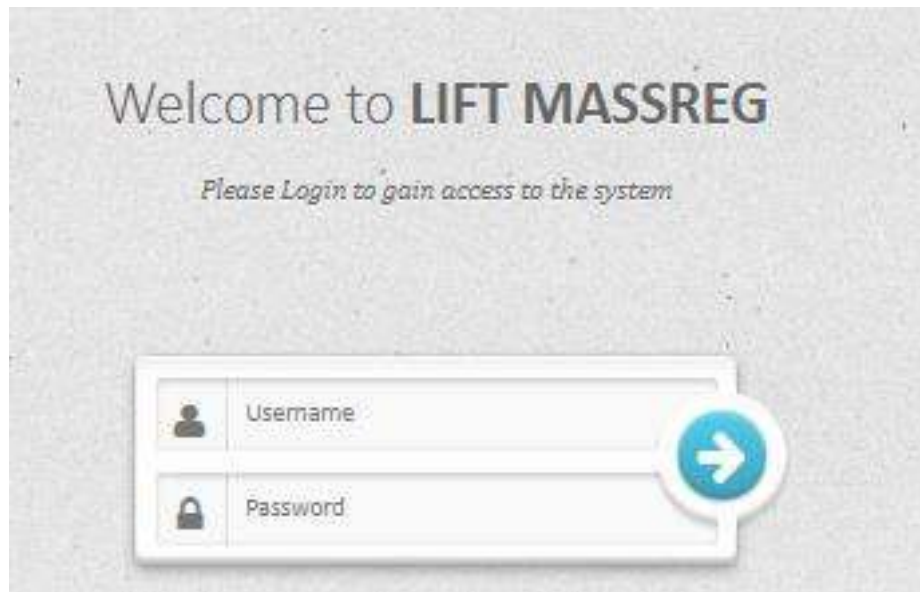 Welcome to LIFT MASSREG
Please Login to gain access to the system
Username
Password